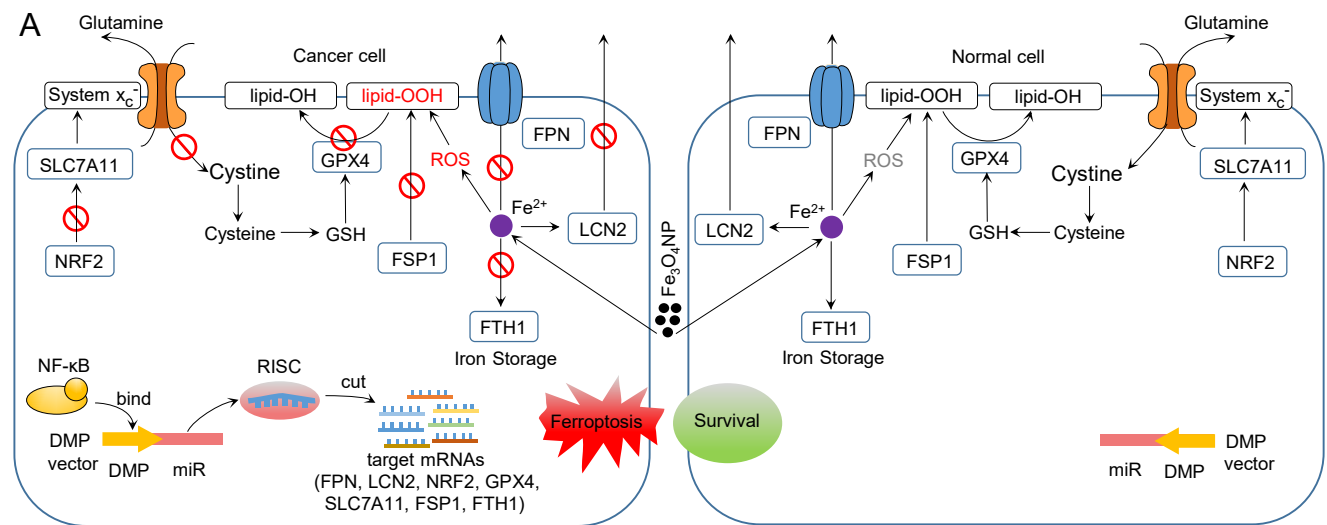 A
Glutamine
Cancer cell
System xc-
lipid-OH
lipid-OOH
FPN
SLC7A11
Cystine
GPX4
ROS
Fe2+
NRF2
Cysteine
GSH
FSP1
LCN2
FTH1
Iron Storage
NF-κB
bind
DMP
vector
DMP
miR
RISC
cut
target mRNAs
(FPN, LCN2, NRF2, GPX4,
SLC7A11, FSP1, FTH1)
Ferroptosis
Fe3O4NP
Survival
Normal cell
Glutamine
FPN
lipid-OOH
lipid-OH
System xc-
ROS
GPX4
Cystine
SLC7A11
LCN2
Fe2+
FSP1
GSH
Cysteine
NRF2
FTH1
Iron Storage
miR
DMP
DMP
vector